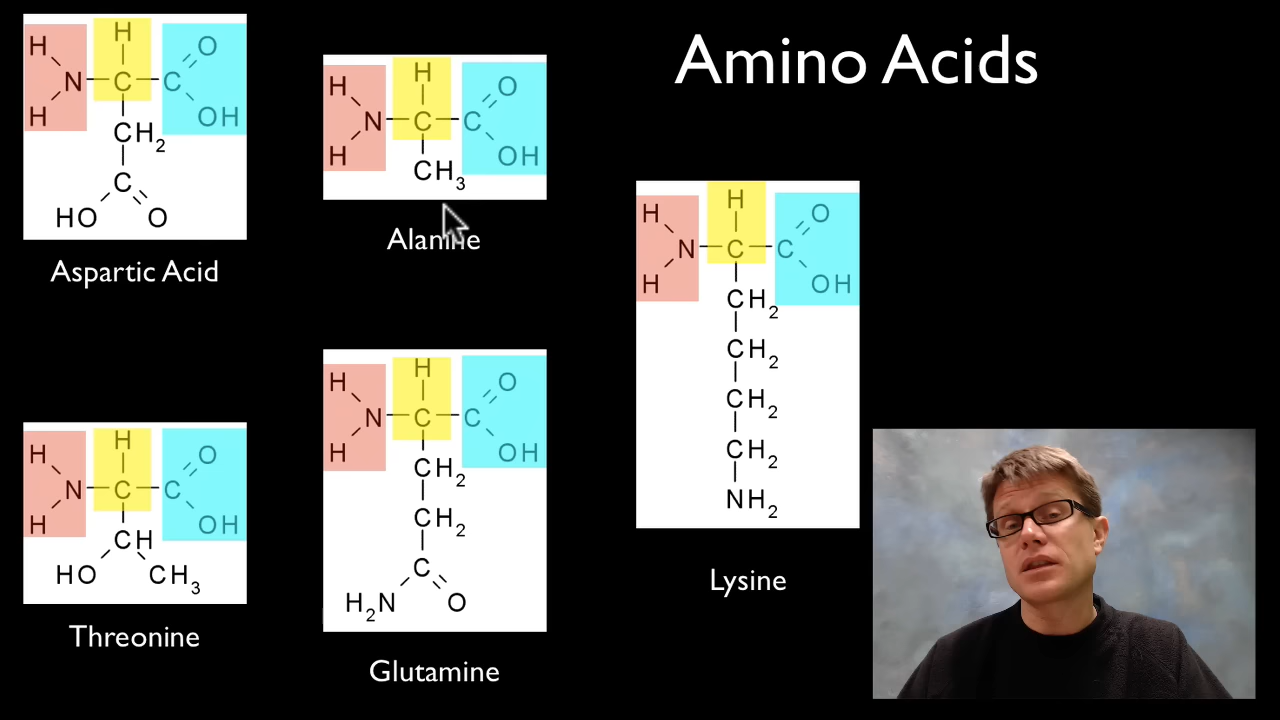 Amino Acids
H
H
O
H
N
C
C
H
OH
CH2
C
HO
O
Aspartic Acid
H
H
O
H
N
C
C
H
OH
CH3
Alanine
H
H
O
H
N
C
C
H
OH
CH2
CH2
CH2
CH2
NH2
Lysine
H
H
O
H
N
C
C
H
OH
CH
HO
CH3
Threonine
H
H
O
H
N
C
C
H
OH
CH2
CH2
C
H2N
O
Glutamine